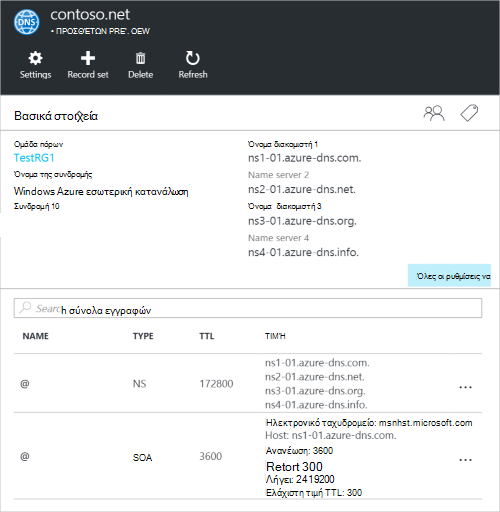 contoso.net
• ΠΡΟΣΘΈΤΩΝ PRE'. OEW
Settings Record set Delete Refresh
Βασικά στοιχεία
Ομάδα πόρων
TestRG1
Όνομα της συνδρομής
Windows Azure εσωτερική κατανάλωση
Συνδρομή 10
Όνομα διακομιστή 1
ns1-01.azure-dns.com.
Name server 2
ns2-01.azure-dns.net.
Όνομα διακομιστή 3
ns3-01.azure-dns.org.
Name server 4
ns4-01.azure-dns.info.
Όλες οι ρυθμίσεις να
Search σύνολα εγγραφών
NAME TYPE TTL ΤΙΜΉ
@ NS 172800
ns1-01.azure-dns.com.
ns2-01.azure-dns.net.
ns3-01.azure-dns.org.
ns4-01.azure-dns.info.
...
@ SOA 3600
Ηλεκτρονικό ταχυδρομείο: msnhst.microsoft.com
Host: ns1-01.azure-dns.com.
Ανανέωση: 3600
Retort 300
Λήγει: 2419200
Ελάχιστη τιμή TTL: 300
...
DNS